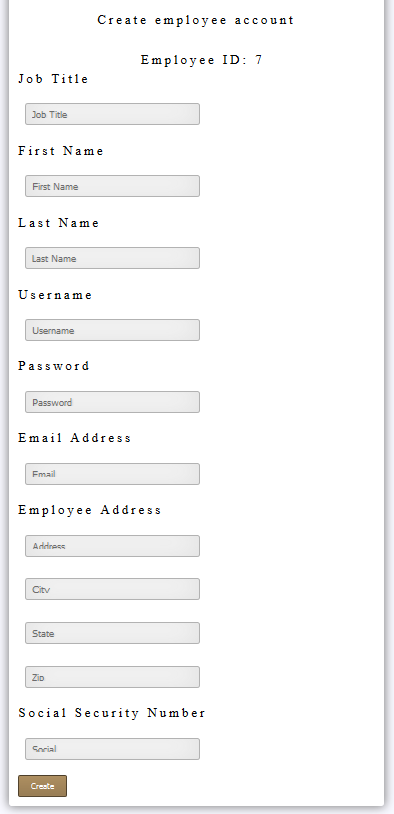 Create employee account
Employee ID: 7
Job Title
Job Title
First Name
First Name
Last Name
Last Name
Username
Username
Password
Password
Email Address
Email
Employee Address
Address
City
State
Zip
Social Security Number
Social
Create